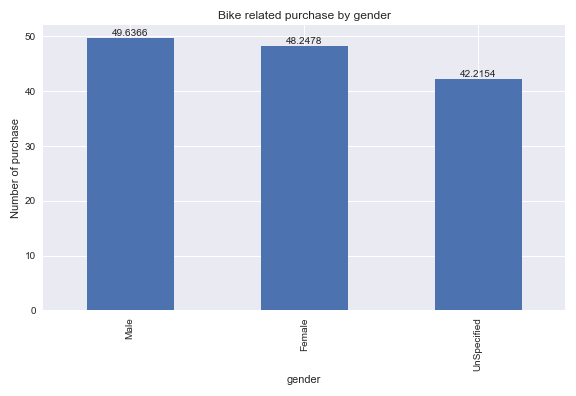 Bike related purchase by gender
49.6366
48.2478
42.2154
50
40
30
20
10
0
Number of purchase
Male
Female
UnSpecified
gender